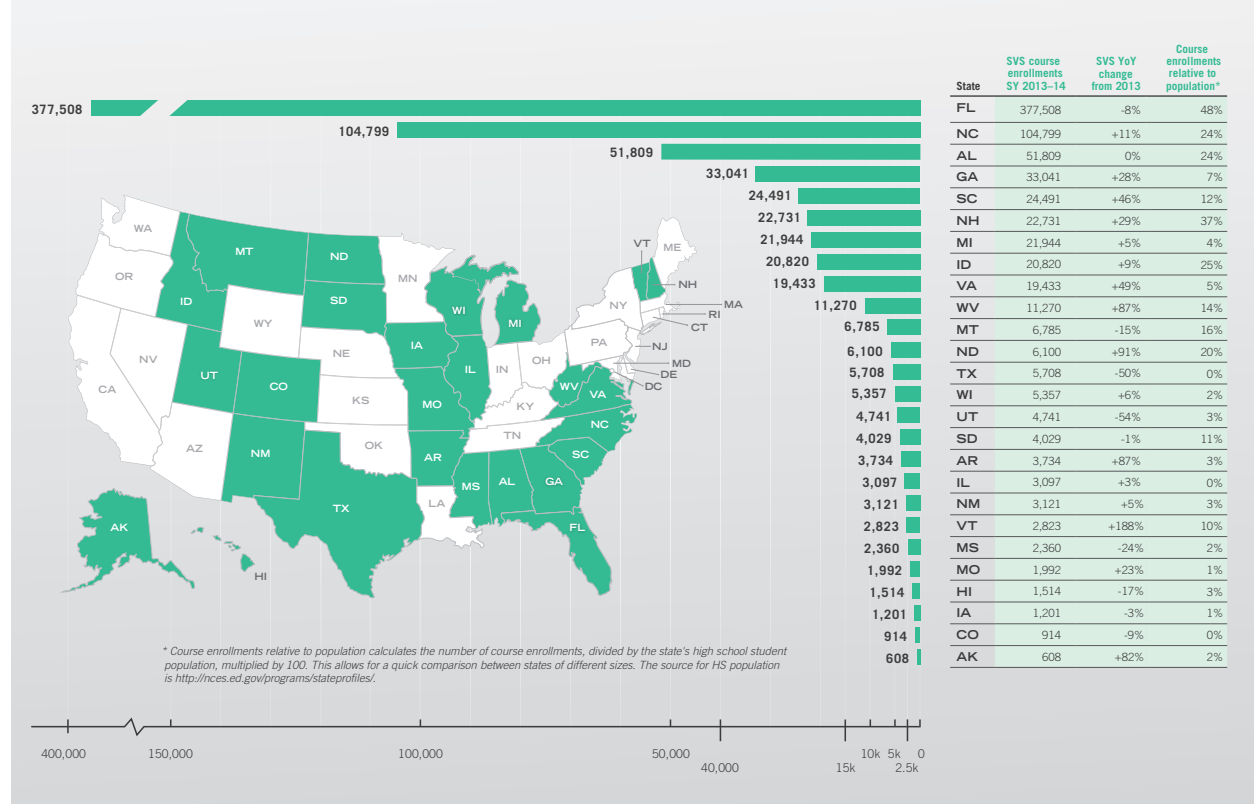 SVS course
enrollments
SY 2013–14
SVS YoY
change
from 2013
Course
enrollments
relative to
population*
State
377,508
104,799
51,809
33,041
24,491
22,731
21,944
20,820
19,433
11,270
6,785
6,100
5,708
5,357
4,741
4,029
3,734
3,097
3,121
2,823
2,360
1,992
1,514
1,201
914
608
FL 377,508 -8% 48%
NC 104,799 +11% 24%
AL 51,809 0% 24%
GA 33,041 +28% 7%
SC 24,491 +46% 12%
NH 22,731 +29% 37%
MI 21,944 +5% 4%
ID 20,820 +9% 25%
VA 19,433 +49% 5%
WV 11,270 +87% 14%
MT 6,785 -15% 16%
ND 6,100 +91% 20%
TX 5,708 -50% 0%
WI 5,357 +6% 2%
UT 4,741 -54% 3%
SD 4,029 -1% 11%
AR 3,734 +87% 3%
IL 3,097 +3% 0%
NM 3,121 +5% 3%
VT 2,823 +188% 10%
MS 2,360 -24% 2%
MO 1,992 +23% 1%
HI 1,514 -17% 3%
IA 1,201 -3% 1%
CO 914 -9% 0%
AK 608 +82% 2%
WA
OR
CA
NV
ID
MT
WY
UT
AZ
CO
NM
ND
SD
NE
KS
OK
TX
MN
IA
MO
AR
LA
WI
IL
MI
IN
OH
KY
TN
MS
AL
GA
FL
SC
NC
VA
WV
PA
NY
VT
ME
NH
MA
RI
CT
NJ
MD
DE
DC
AK
HI
* Course enrollments relative to population calculates the number of course enrollments, divided by the state's high school student
population, multiplied by 100. This allows for a quick comparison between states of different sizes. The source for HS population
is http://nces.ed.gov/programs/stateprofiles/.
400,000 150,000 100,000 50,000 10k 5k 0
40,000 15k 2.5k